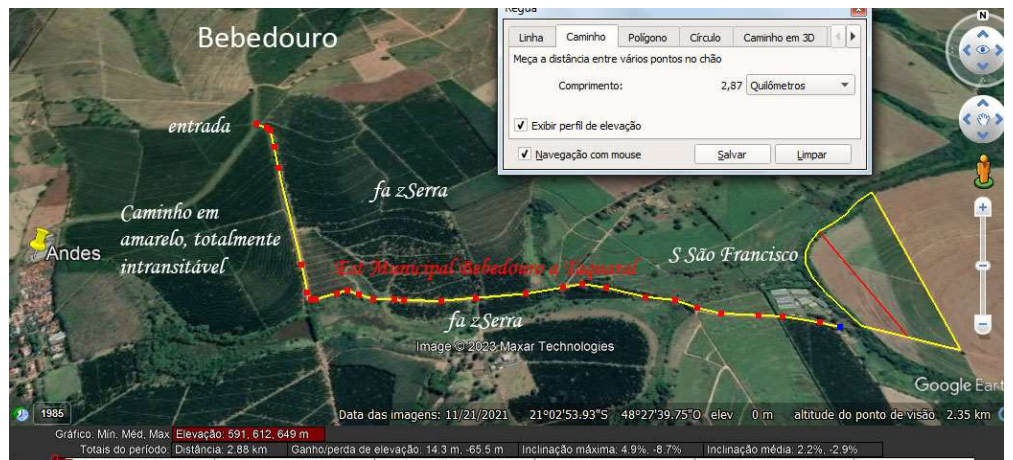 Régua
Linha Caminho Polígono Círculo Caminho em 3D
Meça a distância entre vários pontos no chão
Comprimento: 2,87 Quilômetros
Exibir perfil de elevação
Navegação com mouse Salvar Limpar
N
Bebedouro
entrada
fa zSerra
Caminho em
amarelo, totalmente
intransitável
Andes
S São Francisco
Est Municipal Bebedouro a Taquaral
fa zSerra
Image © 2023 Maxar Technologies
Google Eart
1985
Data das imagens: 11/21/2021 21°02'53.93"S 48°27'39.75"O elev 0 m altitude do ponto de visão 2.35 km
Gráfico: Mín, Méd, Max Elevação: 591, 612, 649 m
Totais do período: Distância: 2.88 km Ganho/perda de elevação: 14.3 m, -65.5 m Inclinação máxima: 4.9%, -8.7% Inclinação média: 2.2%, -2.9%